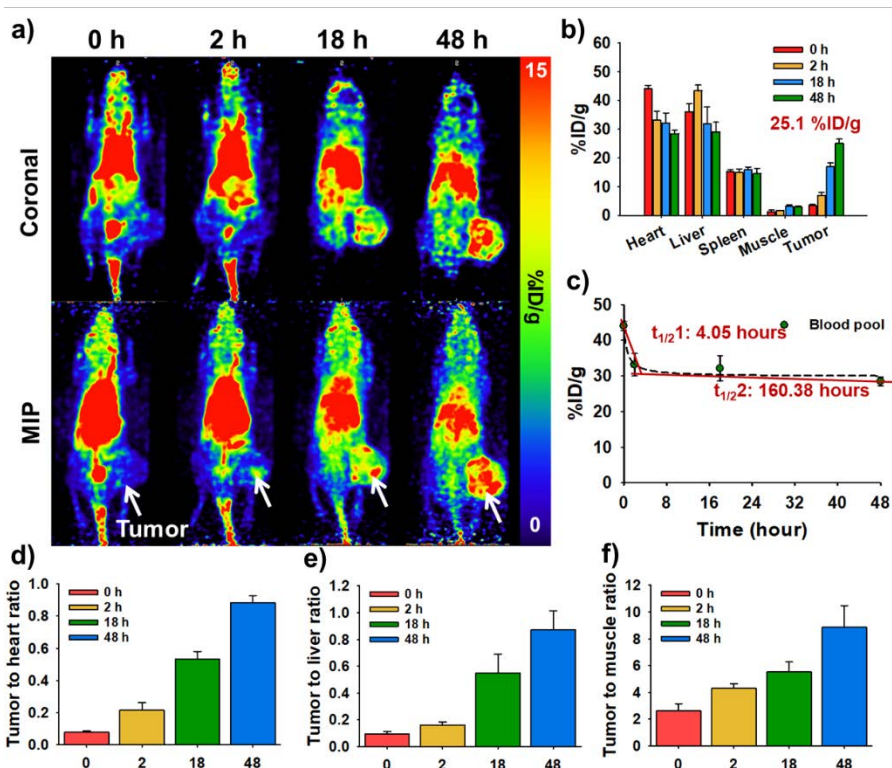 a)
0 h 2 h 18 h 48 h
Coronal
MIP
Tumor
15
%ID/g
0
b)
60
50
40
30
20
10
0
%ID/g
0 h
2 h
18 h
48 h
25.1 %ID/g
Heart Liver Spleen Muscle Tumor
c)
50
40
30
20
10
0
%ID/g
t1/21: 4.05 hours
Blood pool
t1/22: 160.38 hours
0 8 16 24 32 40 48
Time (hour)
d)
Tumor to heart ratio
1.0
0.8
0.6
0.4
0.2
0.0
0 h
2 h
18 h
48 h
0 2 18 48
e)
Tumor to liver ratio
1.2
1.0
0.8
0.6
0.4
0.2
0.0
0 h
2 h
18 h
48 h
0 2 18 48
f)
Tumor to muscle ratio
12
10
8
6
4
2
0
0 h
2 h
18 h
48 h
0 2 18 48